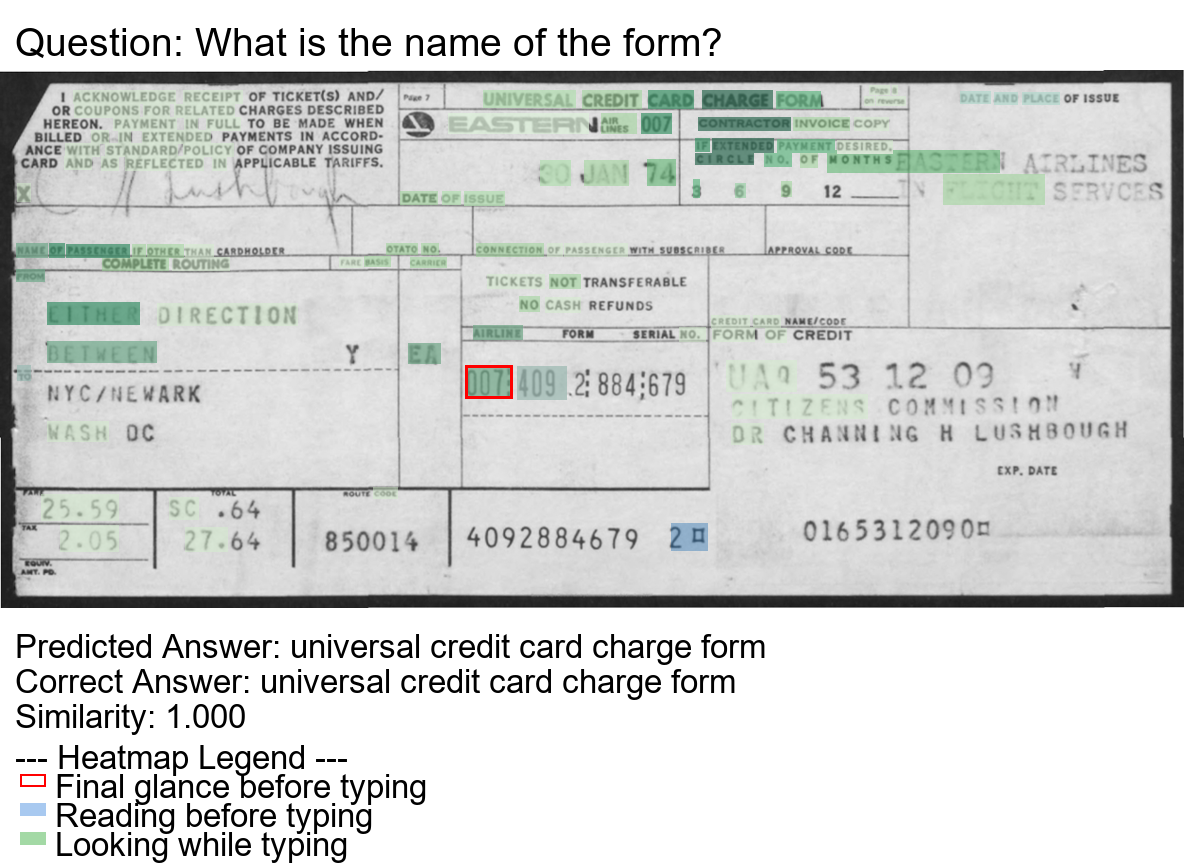 Question: What is the name of the form?
I ACKNOWLEDGE RECEIPT OF TICKET(S) AND/
OR COUPONS FOR RELATED CHARGES DESCRIBED
HEREON. PAYMENT IN FULL TO BE MADE WHEN
BILLED OR IN EXTENDED PAYMENTS IN ACCORD-
ANCE WITH STANDARD/POLICY OF COMPANY ISSUING
CARD AND AS REFLECTED IN APPLICABLE TARIFFS.
X
Page 7
UNIVERSAL CREDIT CARD CHARGE FORM
Page 8
on reverse
EASTERN AIR LINES 007
CONTRACTOR INVOICE COPY
IF EXTENDED PAYMENT DESIRED,
CIRCLE NO. OF MONTHS
3 6 9 12
30 JAN 74
DATE OF ISSUE
DATE AND PLACE OF ISSUE
EASTERN AIRLINES
IN FLIGHT SERVCES
NAME OF PASSENGER IF OTHER THAN CARDHOLDER
OTATO NO.
CONNECTION OF PASSENGER WITH SUBSCRIBER
APPROVAL CODE
COMPLETE ROUTING
FARE BASIS
CARRIER
FROM
EITHER DIRECTION
BETWEEN Y EA
TO
NYC/NEWARK
WASH DC
TICKETS NOT TRANSFERABLE
NO CASH REFUNDS
AIRLINE FORM SERIAL NO.
007 409 2 884 679
CREDIT CARD NAME/CODE
FORM OF CREDIT
UA9 53 12 09 V
CITIZENS COMMISSION
DR CHANNING H LUSHBOUGH
EXP. DATE
FARE
25.59
TAX
2.05
EQUIV.
AMT. PD.
SC .64
TOTAL
27.64
ROUTE CODE
850014
4092884679 2¤
0165312090¤
Predicted Answer: universal credit card charge form
Correct Answer: universal credit card charge form
Similarity: 1.000
--- Heatmap Legend ---
Final glance before typing
Reading before typing
Looking while typing